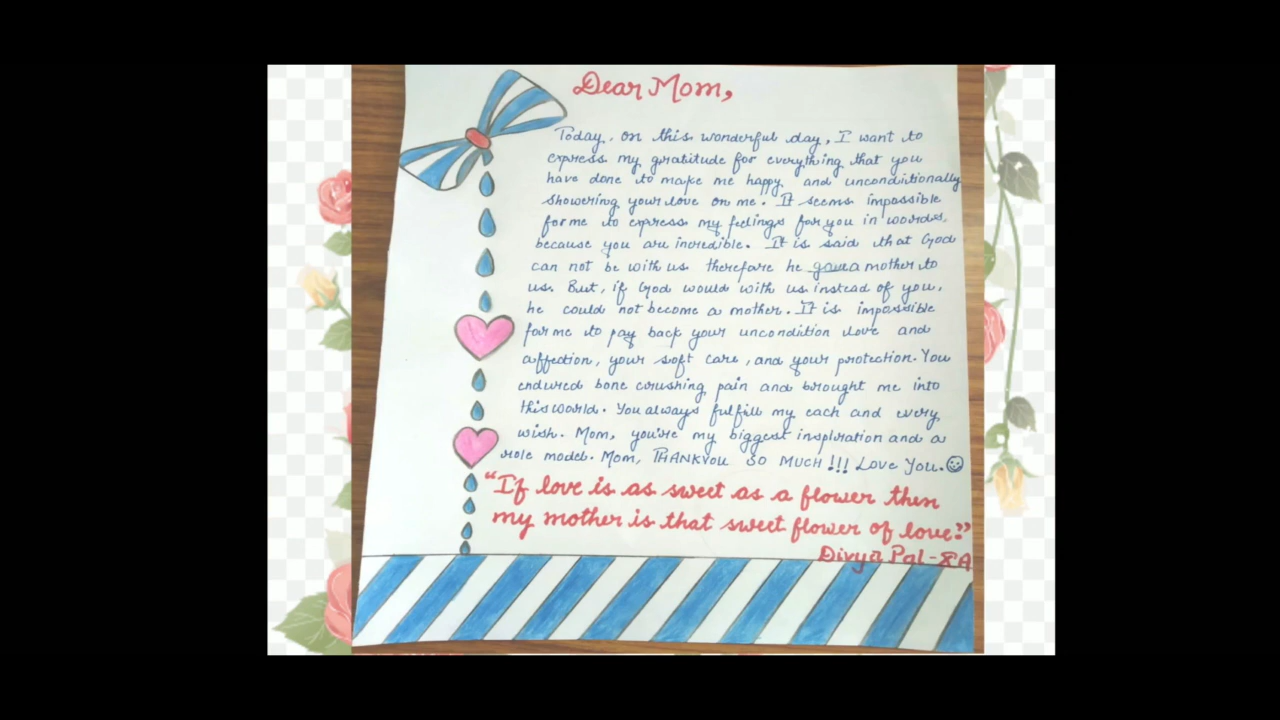 Dear Mom,
Today, on this wonderful day, I want to
express my gratitude for everything that you
have done to make me happy and unconditionally
showering your love on me. It seems impossible
for me to express my feelings for you in words,
because you are incredible. It is said that God
can not be with us therefore he gave a mother to
us. But, if God would with us instead of you,
he could not become a mother. It is impossible
for me to pay back your uncondition love and
affection, your soft care, and your protection. You
endured bone crushing pain and brought me into
this world. You always fulfill my each and every
wish. Mom, you're my biggest inspiration and a
role model. Mom, THANKYOU SO MUCH!!! Love You.☺
"If love is as sweet as a flower then
my mother is that sweet flower of love."
Divya Pal - 8A